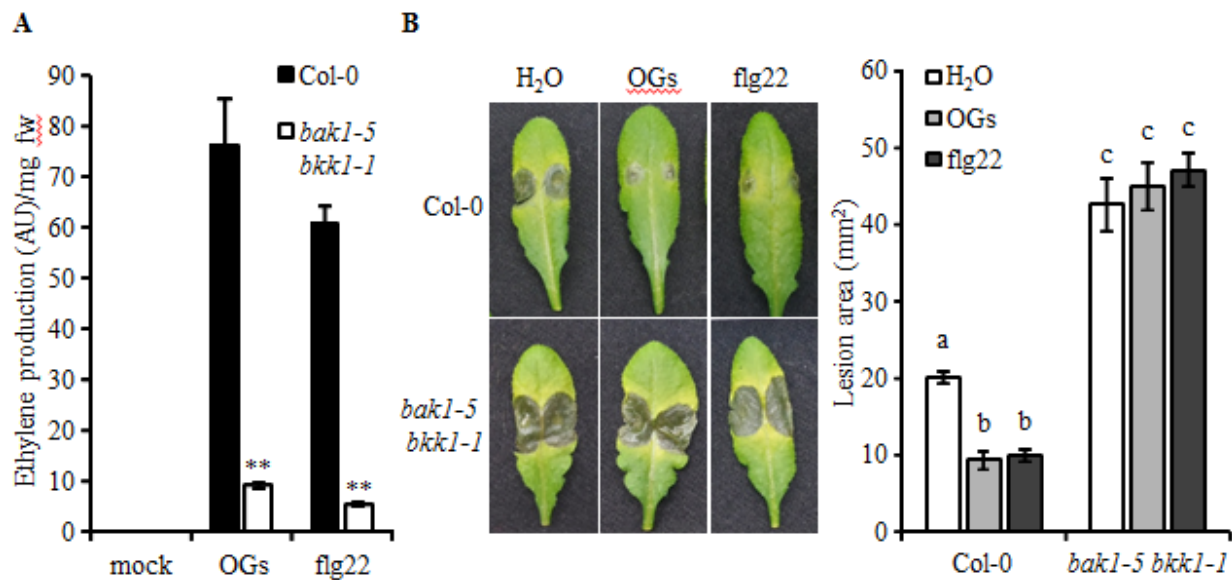 A
Ethylene production (AU)/mg fw
90
80
70
60
50
40
30
20
10
0
Col-0
bak1-5
bkk1-1
**
**
mock OGs flg22
B
H₂O OGs flg22
Col-0
bak1-5
bkk1-1
Lesion area (mm²)
60
50
40
30
20
10
0
H₂O
OGs
flg22
a
b
b
c
c
c
Col-0 bak1-5 bkk1-1